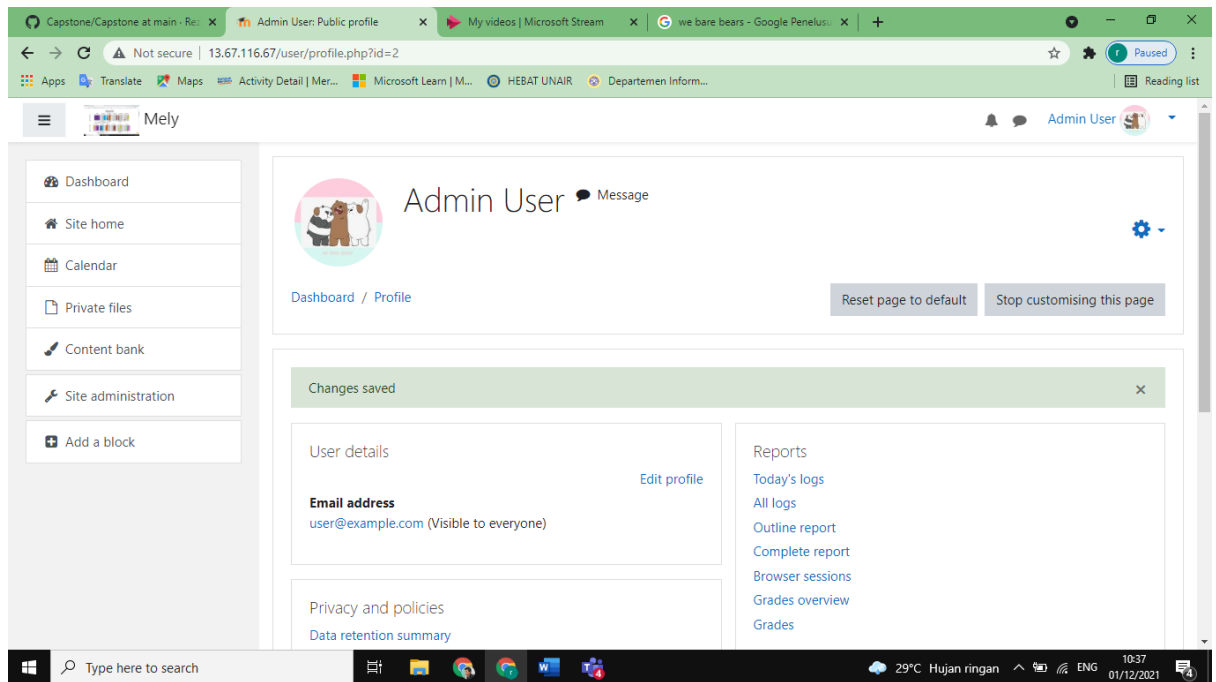 Capstone/Capstone at main · Re:
Admin User: Public profile
My videos | Microsoft Stream
we bare bears - Google Penelusu
Not secure | 13.67.116.67/user/profile.php?id=2
Paused
Apps Translate Maps Activity Detail | Mer... Microsoft Learn | M... HEBAT UNAIR Departemen Inform... Reading list
Mely
Admin User
Dashboard
Site home
Calendar
Private files
Content bank
Site administration
Add a block
Admin User Message
Dashboard / Profile
Reset page to default
Stop customising this page
Changes saved
User details
Edit profile
Email address
user@example.com (Visible to everyone)
Privacy and policies
Data retention summary
Reports
Today's logs
All logs
Outline report
Complete report
Browser sessions
Grades overview
Grades
Type here to search
29°C Hujan ringan ENG
10:37
01/12/2021